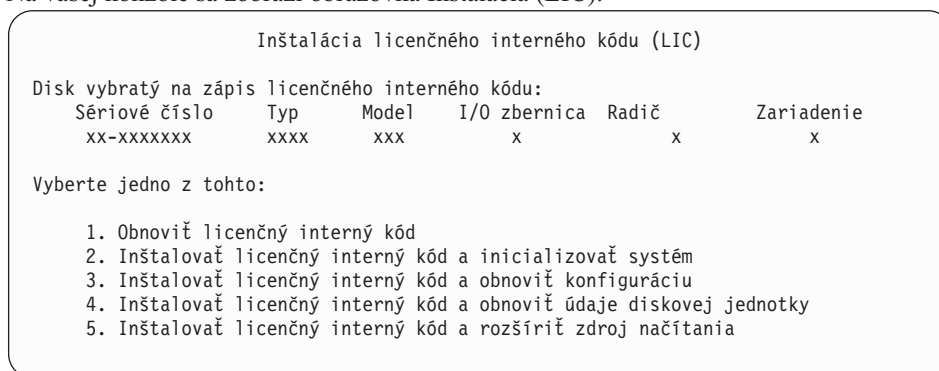 Na vašej konzole sa zobrazí obrazovka Inštalácia (LIC).
Inštalácia licenčného interného kódu (LIC)
Disk vybratý na zápis licenčného interného kódu:
Sériové číslo Typ Model I/O zbernica Radič Zariadenie
xx-xxxxxxx xxxx xxx x x x
Vyberte jedno z tohto:
1. Obnoviť licenčný interný kód
2. Inštalovať licenčný interný kód a inicializovať systém
3. Inštalovať licenčný interný kód a obnoviť konfiguráciu
4. Inštalovať licenčný interný kód a obnoviť údaje diskovej jednotky
5. Inštalovať licenčný interný kód a rozšíriť zdroj načítania